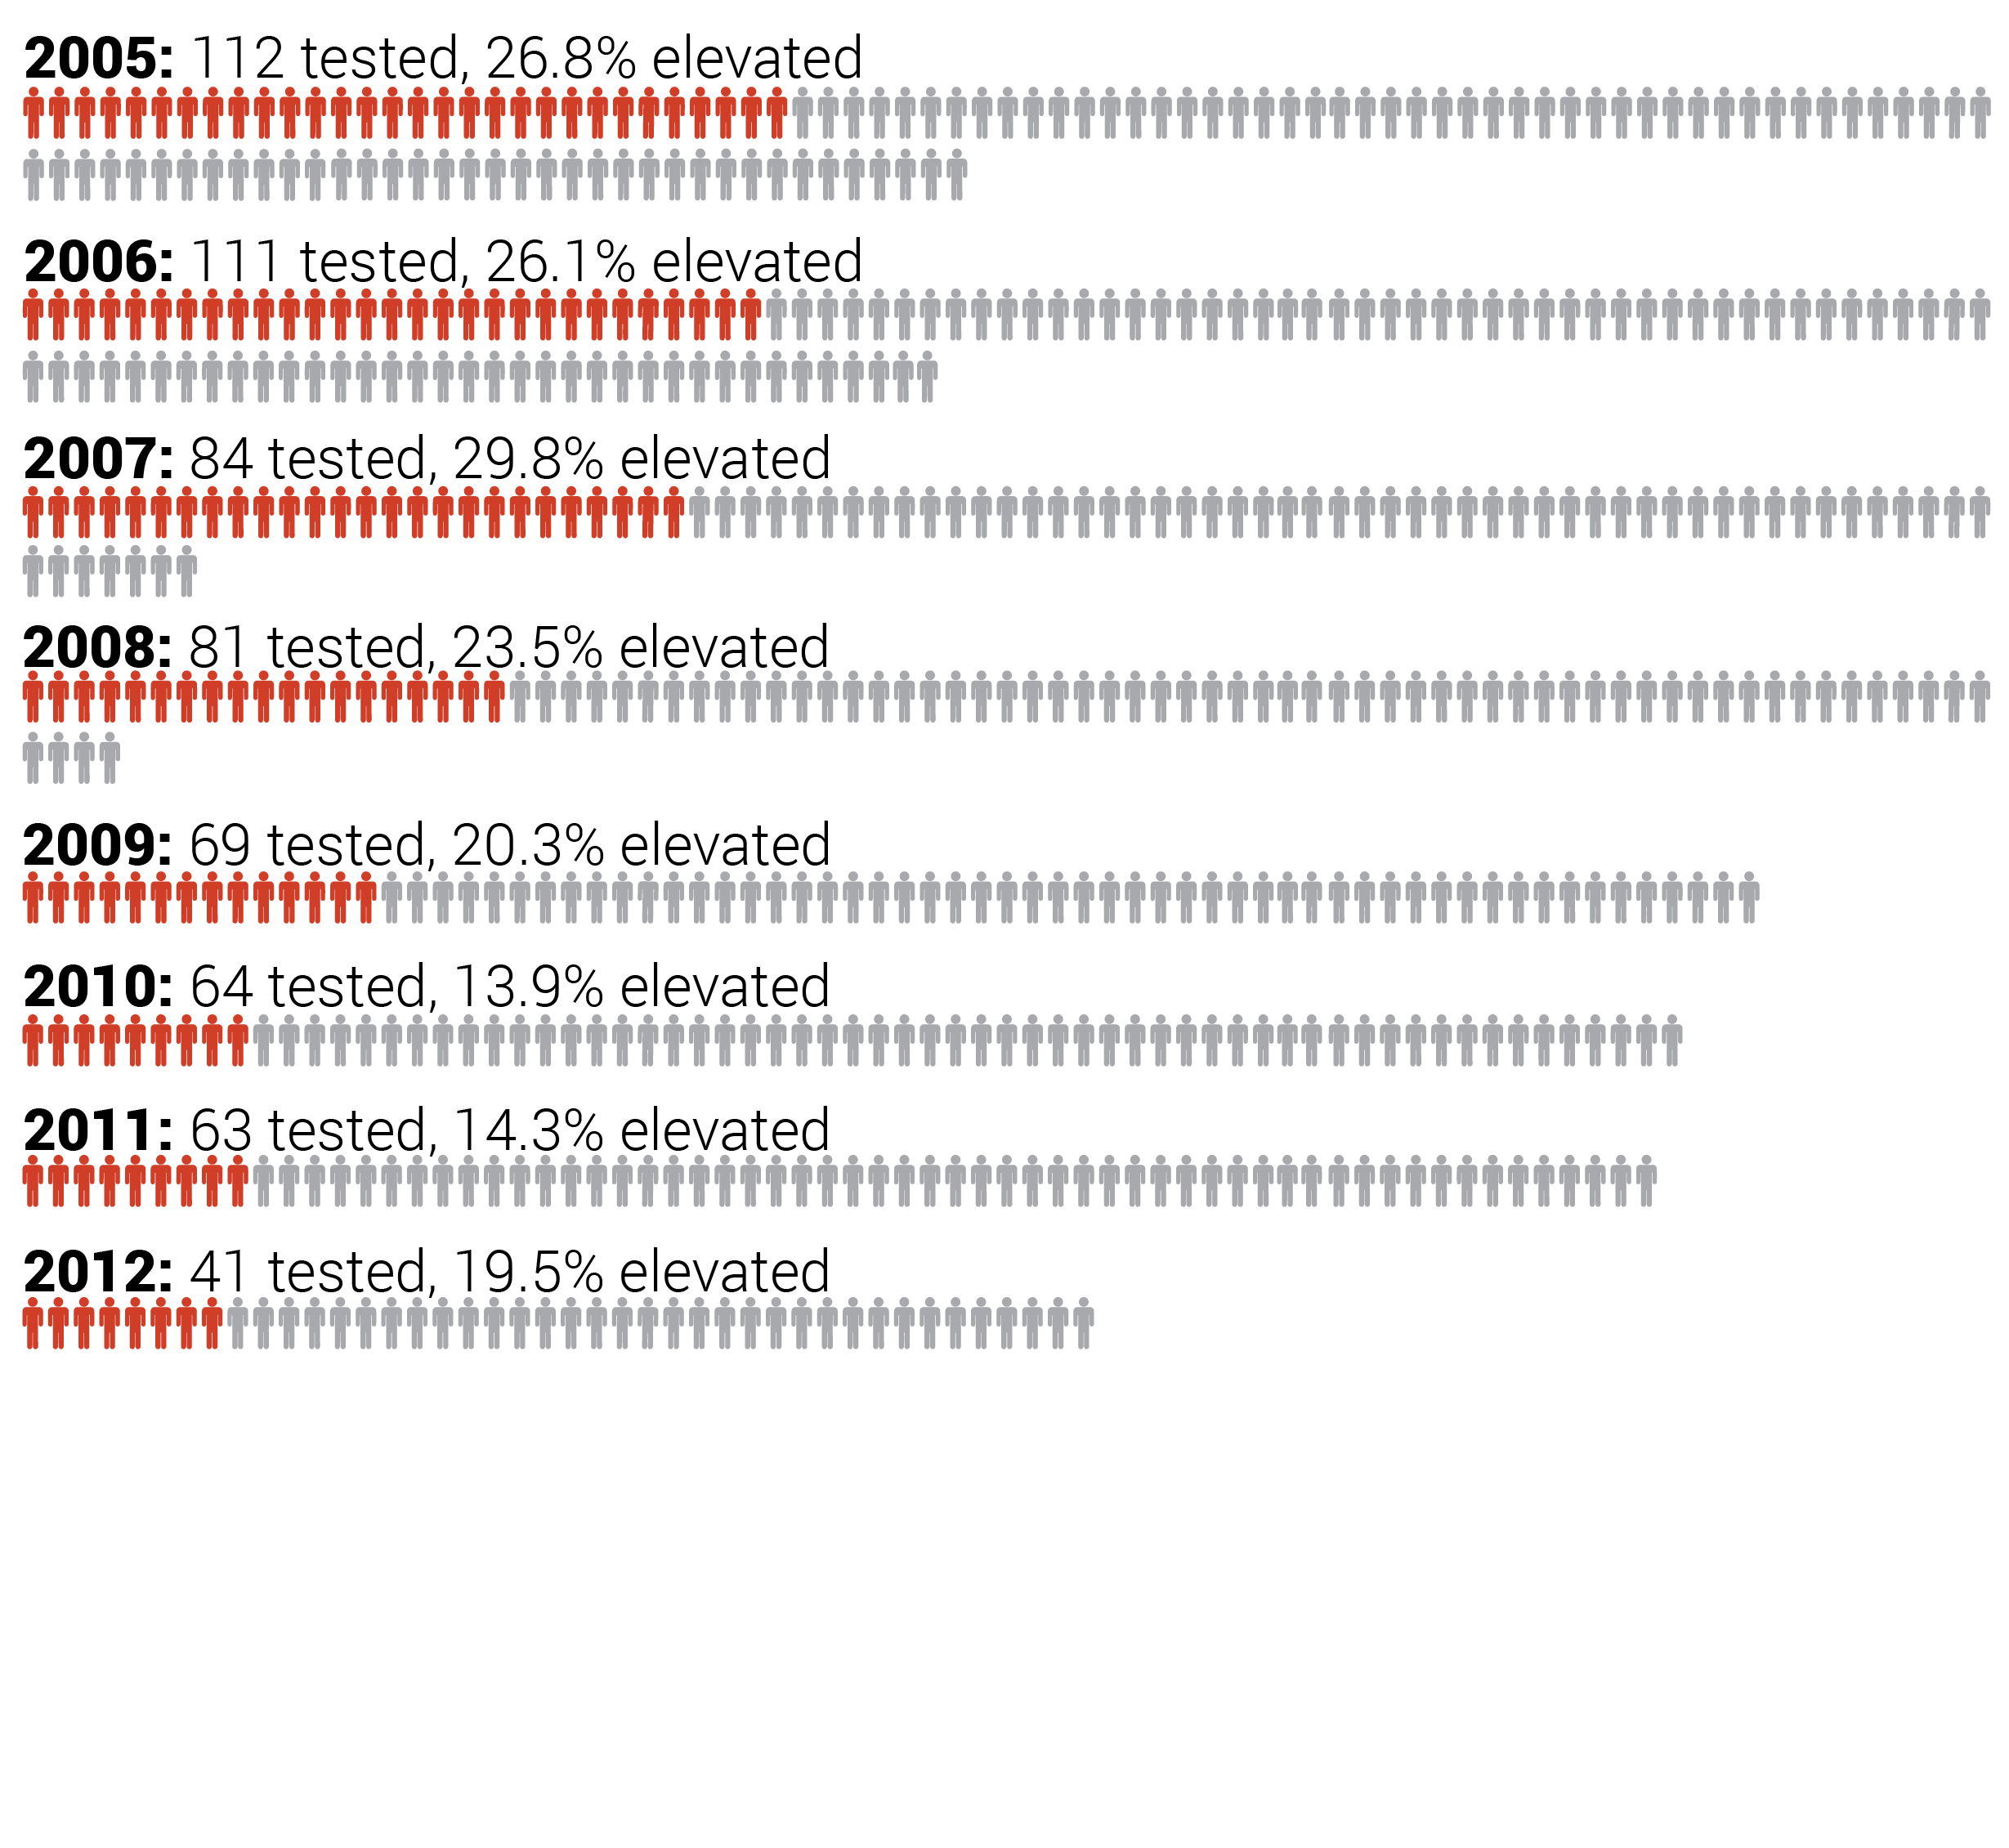 2005: 112 tested, 26.8% elevated
2006: 111 tested, 26.1% elevated
2007: 84 tested, 29.8% elevated
2008: 81 tested, 23.5% elevated
2009: 69 tested, 20.3% elevated
2010: 64 tested, 13.9% elevated
2011: 63 tested, 14.3% elevated
2012: 41 tested, 19.5% elevated